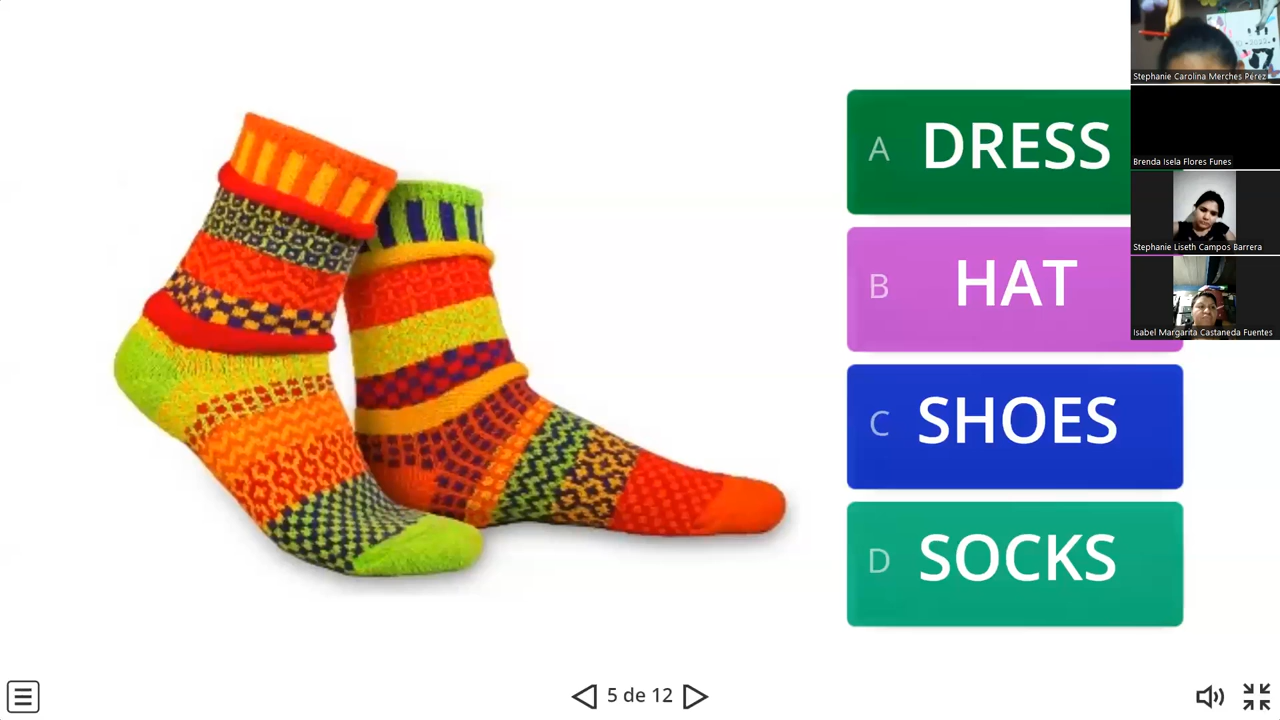 A DRESS
B HAT
C SHOES
D SOCKS
Stephanie Carolina Merches Perez
Brenda Isela Flores Funes
Stephanie Liseth Campos Barrera
Isabel Margarita Castaneda Fuentes
5 de 12